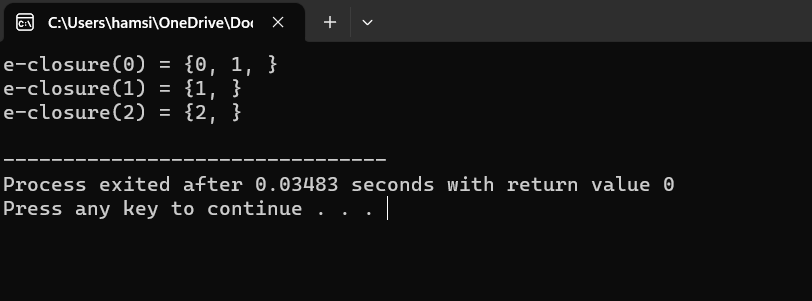 C:\Users\hamsi\OneDrive\Doc
e-closure(0) = {0, 1, }
e-closure(1) = {1, }
e-closure(2) = {2, }
--------------------------------
Process exited after 0.03483 seconds with return value 0
Press any key to continue . . .